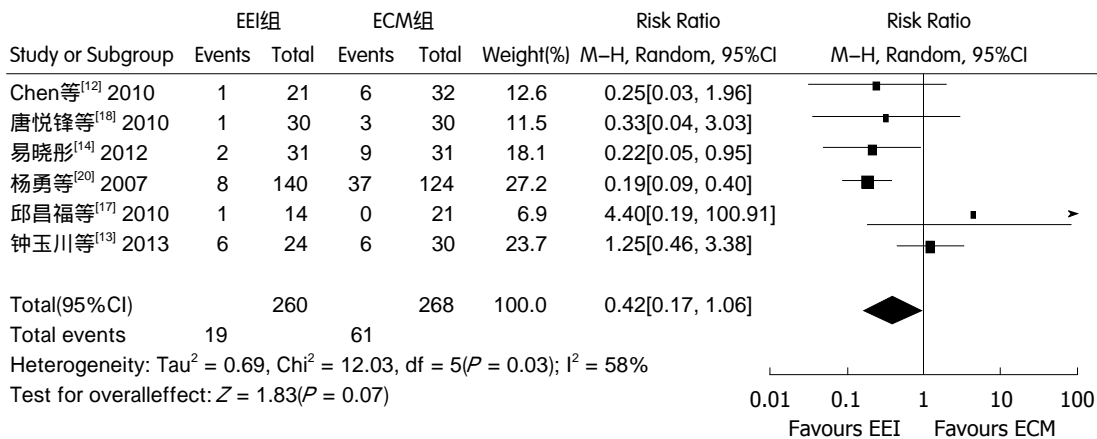 EEI组 ECM组 Risk Ratio Risk Ratio
Study or Subgroup Events Total Events Total Weight(%) M–H, Random, 95%CI M–H, Random, 95%CI
Chen等[12] 2010 1 21 6 32 12.6 0.25[0.03, 1.96]
唐悦锋等[18] 2010 1 30 3 30 11.5 0.33[0.04, 3.03]
易晓彤[14] 2012 2 31 9 31 18.1 0.22[0.05, 0.95]
杨勇等[20] 2007 8 140 37 124 27.2 0.19[0.09, 0.40]
邱昌福等[17] 2010 1 14 0 21 6.9 4.40[0.19, 100.91]
钟玉川等[13] 2013 6 24 6 30 23.7 1.25[0.46, 3.38]
Total(95%CI) 260 268 100.0 0.42[0.17, 1.06]
Total events 19 61
Heterogeneity: Tau² = 0.69, Chi² = 12.03, df = 5(P = 0.03); I² = 58%
Test for overalleffect: Z = 1.83(P = 0.07)
0.01 0.1 1 10 100
Favours EEI Favours ECM